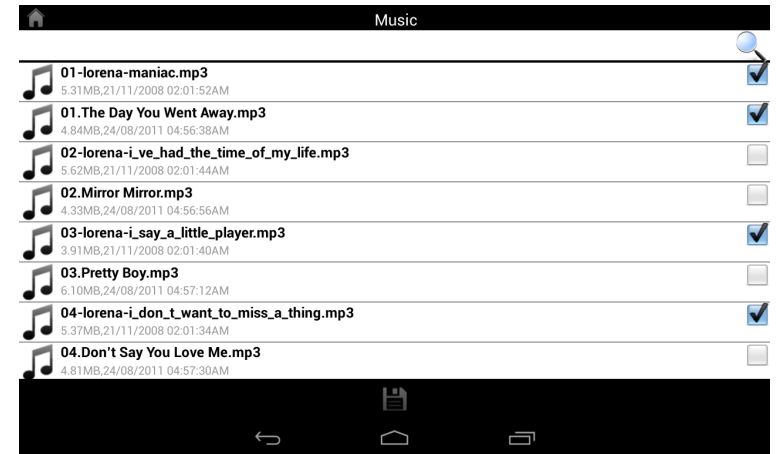 Music
01-lorena-maniac.mp3
5.31MB,21/11/2008 02:01:52AM
01.The Day You Went Away.mp3
4.84MB,24/08/2011 04:56:38AM
02-lorena-i_ve_had_the_time_of_my_life.mp3
5.62MB,21/11/2008 02:01:44AM
02.Mirror Mirror.mp3
4.33MB,24/08/2011 04:56:56AM
03-lorena-i_say_a_little_player.mp3
3.91MB,21/11/2008 02:01:40AM
03.Pretty Boy.mp3
6.10MB,24/08/2011 04:57:12AM
04-lorena-i_don_t_want_to_miss_a_thing.mp3
5.37MB,21/11/2008 02:01:34AM
04.Don't Say You Love Me.mp3
4.81MB,24/08/2011 04:57:30AM